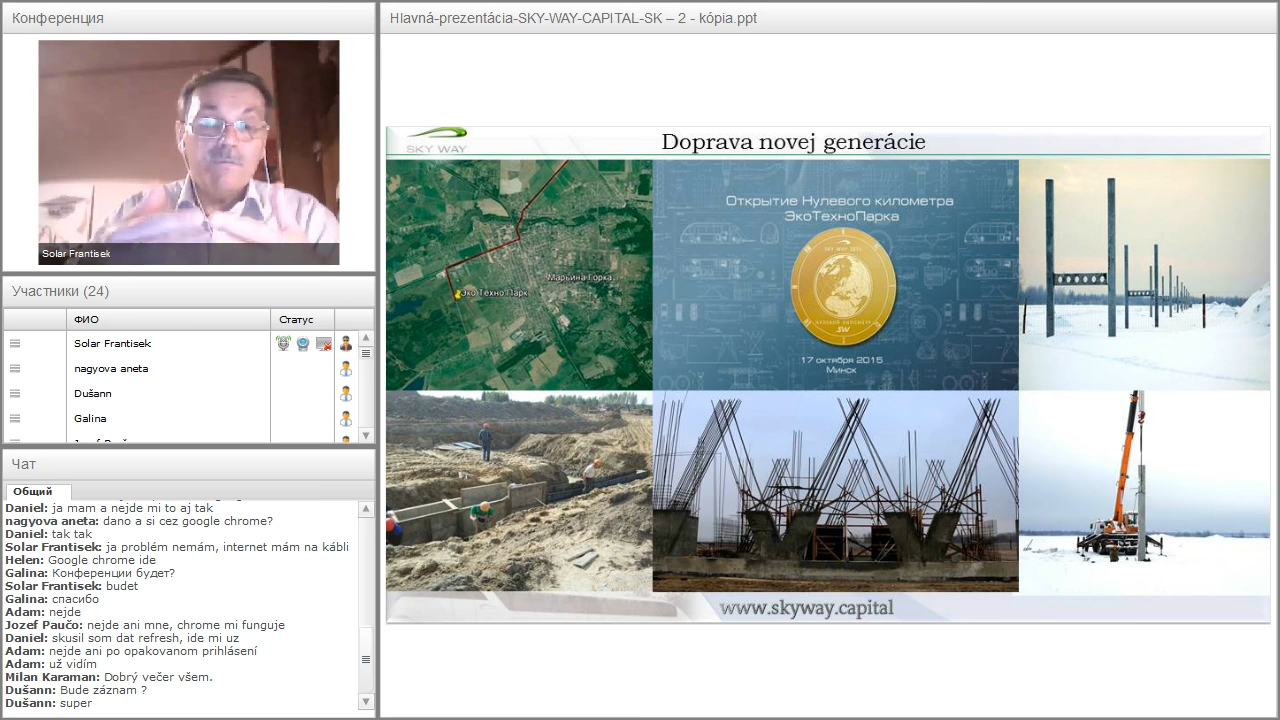 Конференция
Solar Frantisek
Участники (24)
ФИО
Статус
Solar Frantisek
nagyova aneta
Dušann
Galina
Чат
Общий
Daniel: ja mam a nejde mi to aj tak
nagyova aneta: dano a si cez google chrome?
Daniel: tak tak
Solar Frantisek: ja problém nemám, internet mám na kábli
Helen: Google chrome ide
Galina: Конференции будет?
Solar Frantisek: budet
Galina: спасибо
Adam: nejde
Jozef Paučo: nejde ani mne, chrome mi funguje
Daniel: skusil som dat refresh, ide mi uz
Adam: nejde ani po opakovanom prihlásení
Adam: už vidím
Milan Karaman: Dobrý večer všem.
Dušann: Bude záznam ?
Dušann: super
Hlavná-prezentácia-SKY-WAY-CAPITAL-SK – 2 - kópia.ppt
SKY WAY
Doprava novej generácie
Марьина Горка
Эко Техно Парк
Открытие Нулевого километра
ЭкоТехноПарка
SW
17 октября 2015
Минск
www.skyway.capital